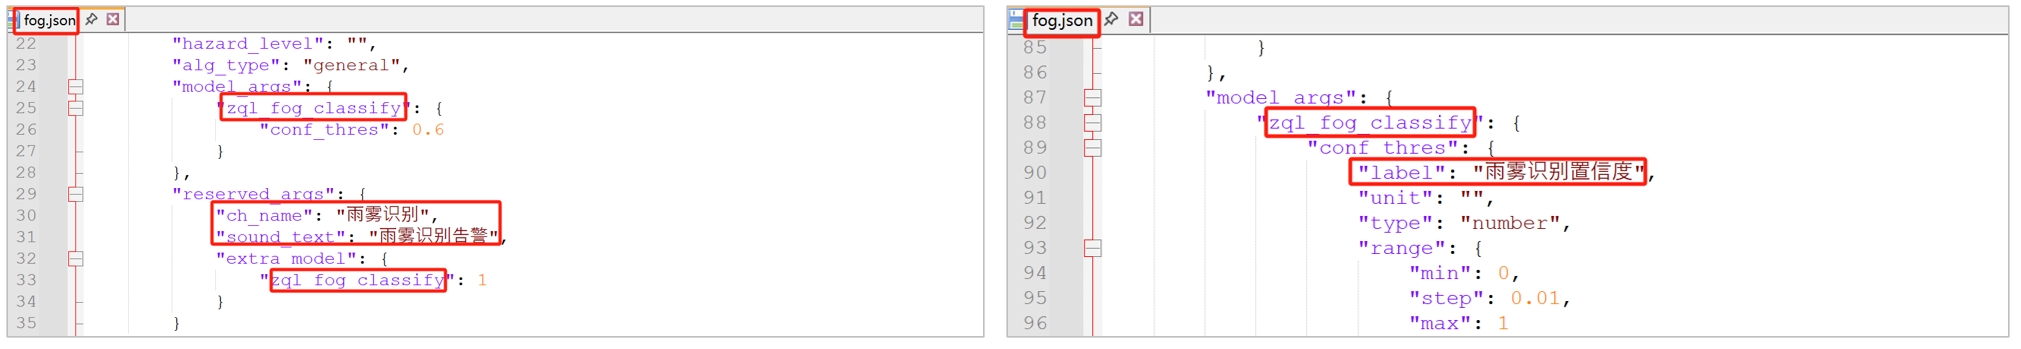 fog.json
22 "hazard_level": "",
23 "alg_type": "general",
24 "model_args": {
25 "zql_fog_classify": {
26 "conf_thres": 0.6
27 }
28 },
29 "reserved_args": {
30 "ch_name": "雨雾识别",
31 "sound_text": "雨雾识别告警",
32 "extra_model": {
33 "zql_fog_classify": 1
34 }
35 }
fog.json
85 }
86 },
87 "model_args": {
88 "zql_fog_classify": {
89 "conf_thres": {
90 "label": "雨雾识别置信度",
91 "unit": "",
92 "type": "number",
93 "range": {
94 "min": 0,
95 "step": 0.01,
96 "max": 1